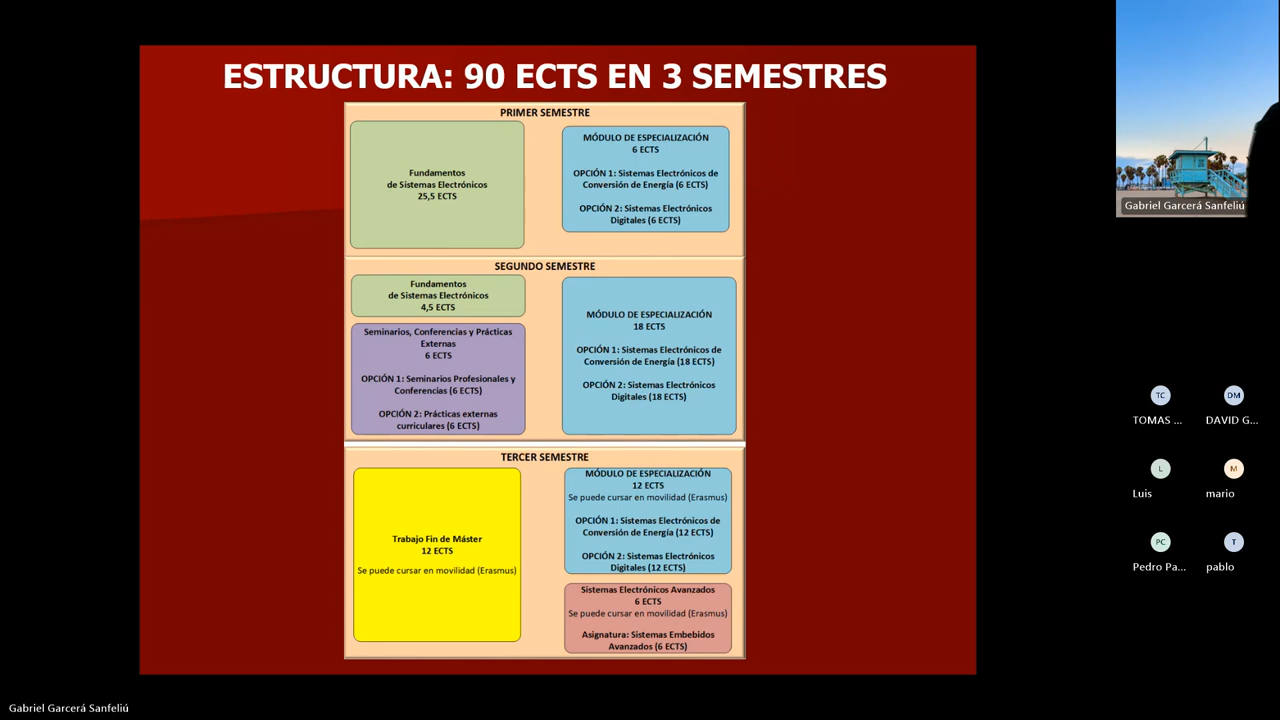 ESTRUCTURA: 90 ECTS EN 3 SEMESTRES
PRIMER SEMESTRE
Fundamentos
de Sistemas Electrónicos
25,5 ECTS
MÓDULO DE ESPECIALIZACIÓN
6 ECTS
OPCIÓN 1: Sistemas Electrónicos de
Conversión de Energía (6 ECTS)
OPCIÓN 2: Sistemas Electrónicos
Digitales (6 ECTS)
SEGUNDO SEMESTRE
Fundamentos
de Sistemas Electrónicos
4,5 ECTS
Seminarios, Conferencias y Prácticas
Externas
6 ECTS
OPCIÓN 1: Seminarios Profesionales y
Conferencias (6 ECTS)
OPCIÓN 2: Prácticas externas
curriculares (6 ECTS)
MÓDULO DE ESPECIALIZACIÓN
18 ECTS
OPCIÓN 1: Sistemas Electrónicos de
Conversión de Energía (18 ECTS)
OPCIÓN 2: Sistemas Electrónicos
Digitales (18 ECTS)
TERCER SEMESTRE
Trabajo Fin de Máster
12 ECTS
Se puede cursar en movilidad (Erasmus)
MÓDULO DE ESPECIALIZACIÓN
12 ECTS
Se puede cursar en movilidad (Erasmus)
OPCIÓN 1: Sistemas Electrónicos de
Conversión de Energía (12 ECTS)
OPCIÓN 2: Sistemas Electrónicos
Digitales (12 ECTS)
Sistemas Electrónicos Avanzados
6 ECTS
Se puede cursar en movilidad (Erasmus)
Asignatura: Sistemas Embebidos
Avanzados (6 ECTS)
Gabriel Garcerá Sanfeliú
TC
DM
TOMAS ...
DAVID G...
L
M
Luis
mario
PC
T
Pedro Pa...
pablo
Gabriel Garcerá Sanfeliú